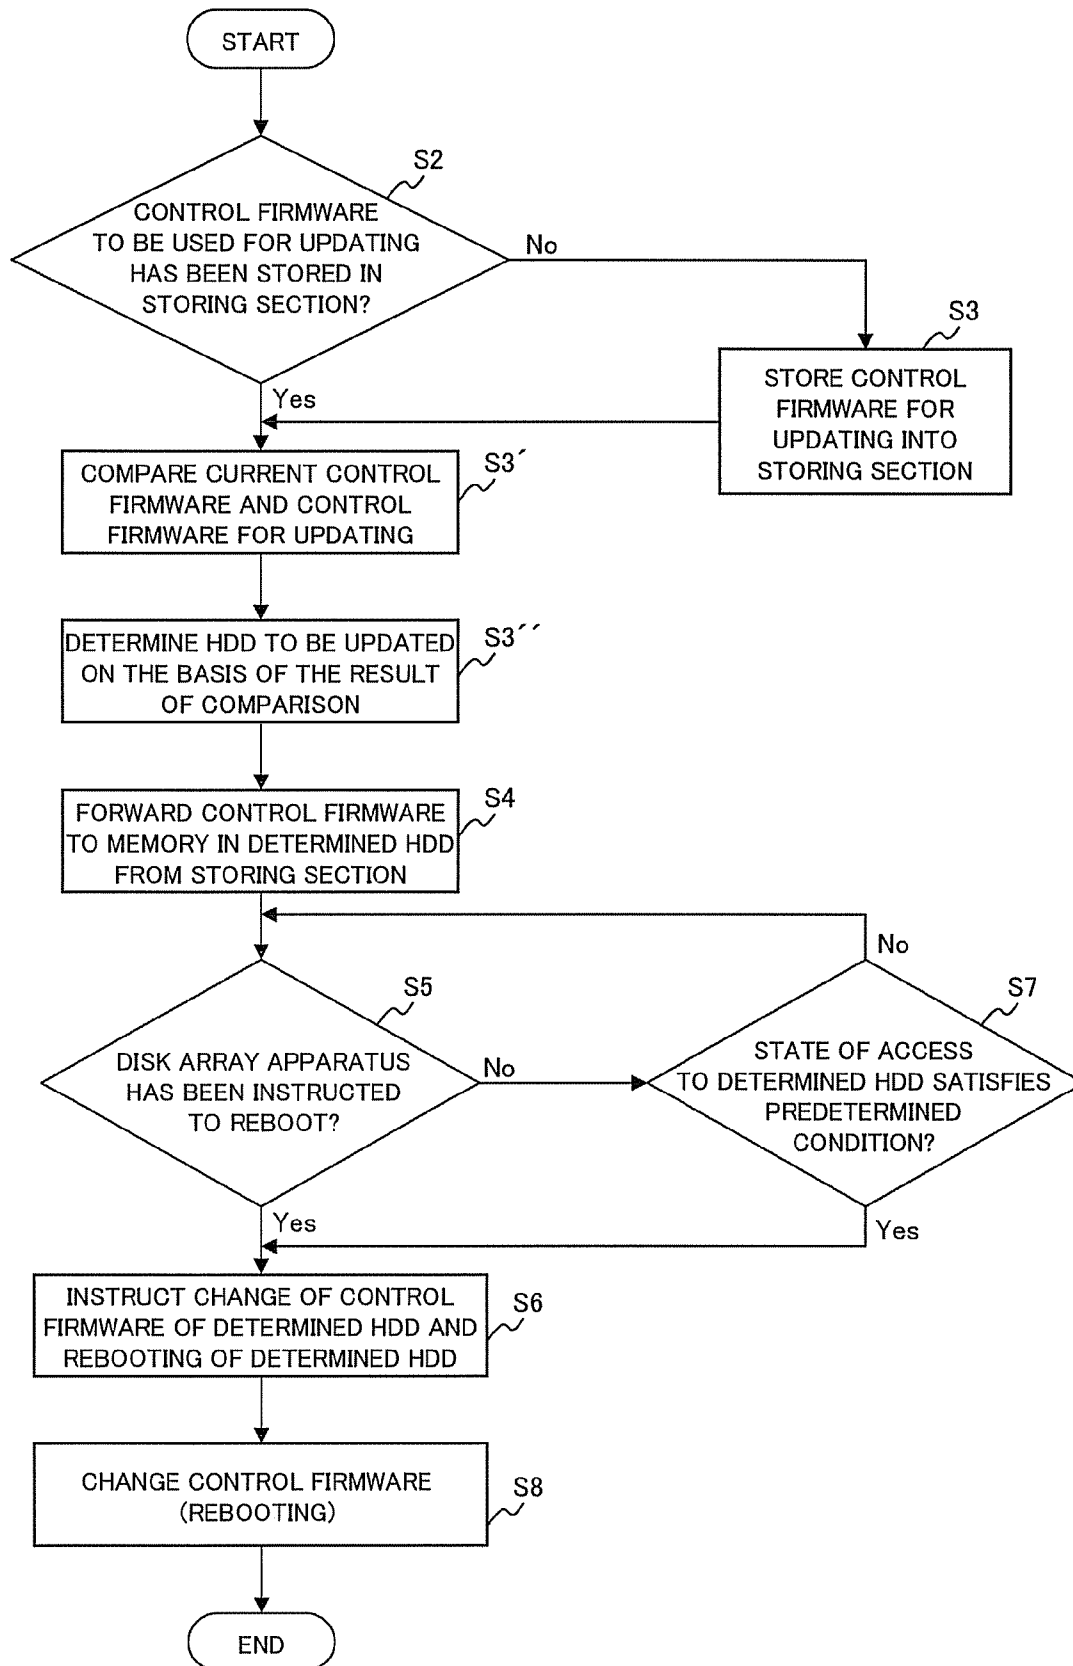 START
S2
CONTROL FIRMWARE
TO BE USED FOR UPDATING
HAS BEEN STORED IN
STORING SECTION?
No
Yes
S3
STORE CONTROL
FIRMWARE FOR
UPDATING INTO
STORING SECTION
S3´
COMPARE CURRENT CONTROL
FIRMWARE AND CONTROL
FIRMWARE FOR UPDATING
S3´´
DETERMINE HDD TO BE UPDATED
ON THE BASIS OF THE RESULT
OF COMPARISON
S4
FORWARD CONTROL FIRMWARE
TO MEMORY IN DETERMINED HDD
FROM STORING SECTION
S5
DISK ARRAY APPARATUS
HAS BEEN INSTRUCTED
TO REBOOT?
No
Yes
No
S7
STATE OF ACCESS
TO DETERMINED HDD SATISFIES
PREDETERMINED
CONDITION?
Yes
S6
INSTRUCT CHANGE OF CONTROL
FIRMWARE OF DETERMINED HDD AND
REBOOTING OF DETERMINED HDD
S8
CHANGE CONTROL FIRMWARE
(REBOOTING)
END